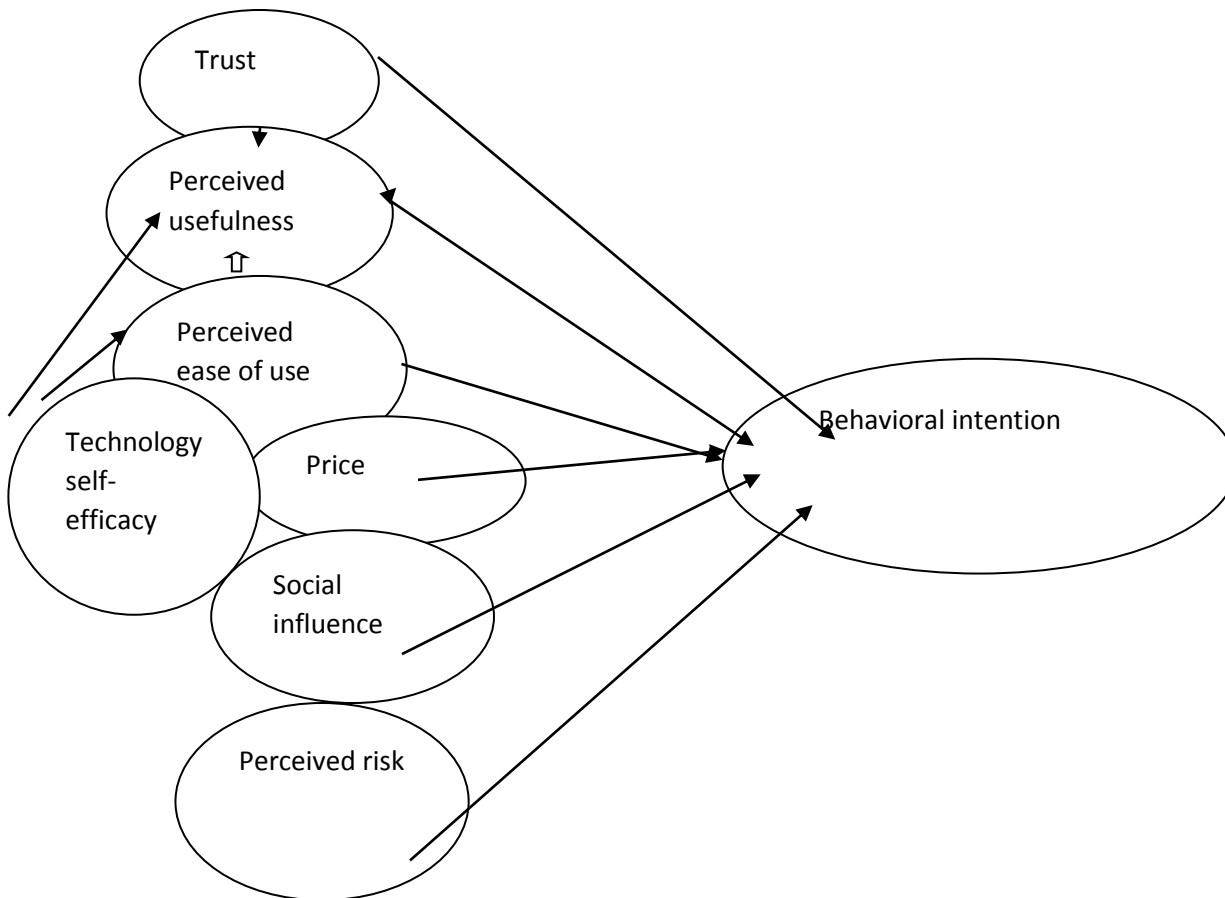 Trust
Perceived
usefulness
Perceived
ease of use
Technology
self-
efficacy
Price
Behavioral intention
Social
influence
Perceived risk